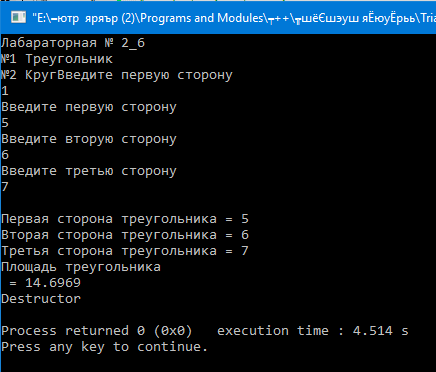 "E:\━ютр  яряър (2)\Programs and Modules\┯++\╦шёЄшэуш яЁюуЁрьь\Tria
Лабараторная № 2_6
№1 Треугольник
№2 КругВведите первую сторону
1
Введите первую сторону
5
Введите вторую сторону
6
Введите третью сторону
7
Первая сторона треугольника = 5
Вторая сторона треугольника = 6
Третья сторона треугольника = 7
Площадь треугольника
 = 14.6969
Destructor
Process returned 0 (0x0)   execution time : 4.514 s
Press any key to continue.